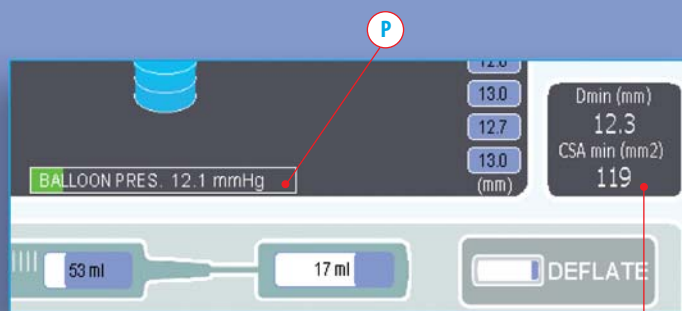 P
12.0
13.0
Dmin (mm)
12.7
12.3
CSA min (mm2)
13.0
119
BALLOON PRES. 12.1 mmHg
(mm)
53 ml
17 ml
DEFLATE